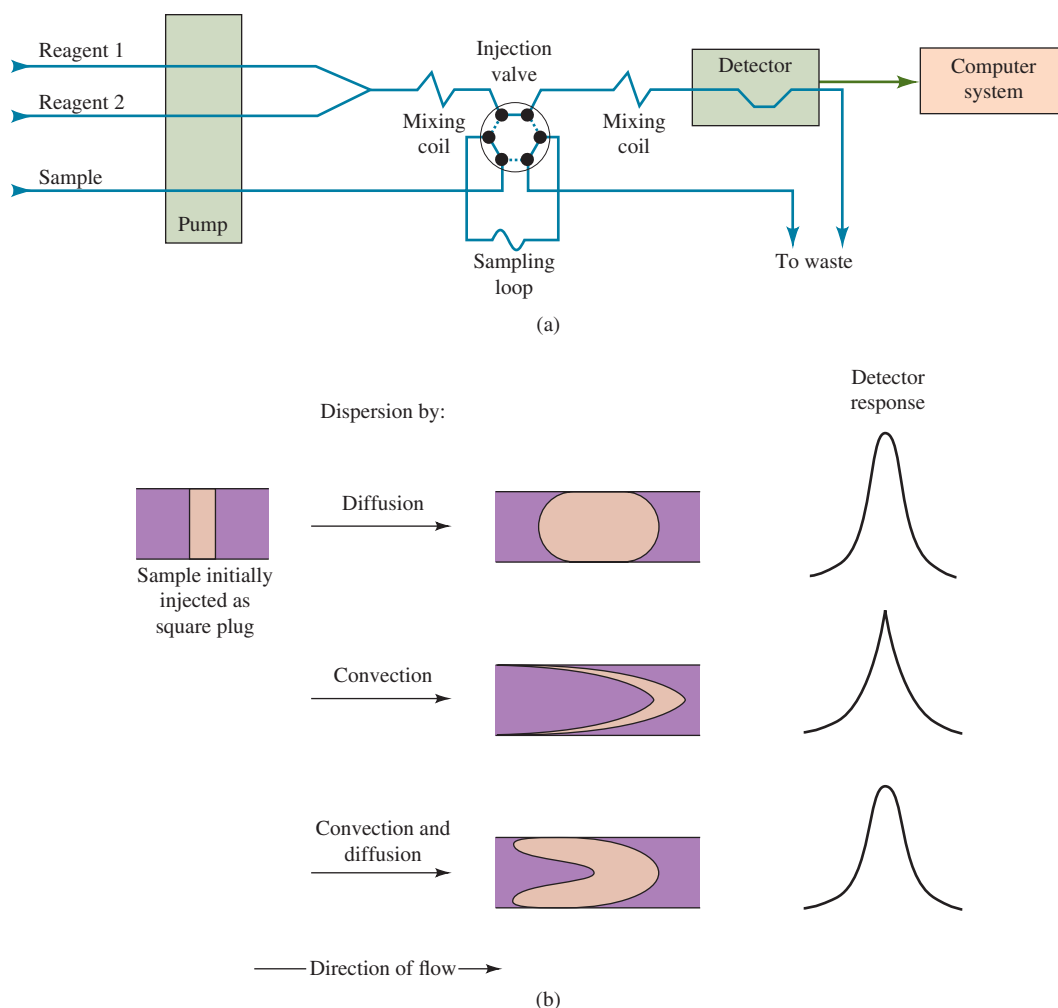 Reagent 1
Reagent 2
Sample
Pump
Mixing
coil
Injection
valve
Sampling
loop
Mixing
coil
Detector
Computer
system
To waste
(a)
Dispersion by:
Detector
response
Sample initially
injected as
square plug
Diffusion
Convection
Convection and
diffusion
Direction of flow
(b)